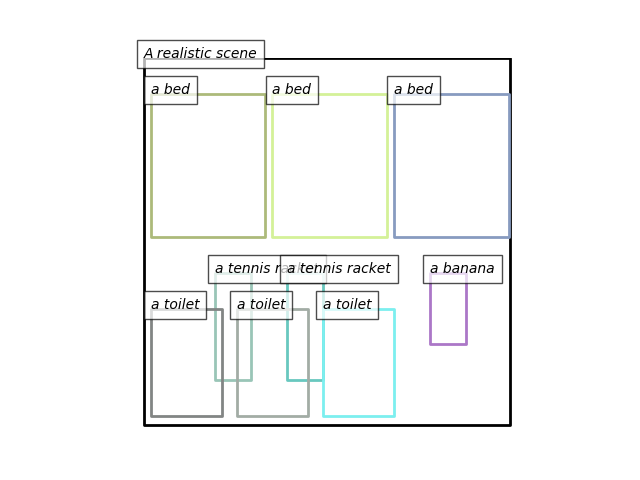 A realistic scene
a bed
a bed
a bed
a tennis racket
a tennis racket
a banana
a toilet
a toilet
a toilet